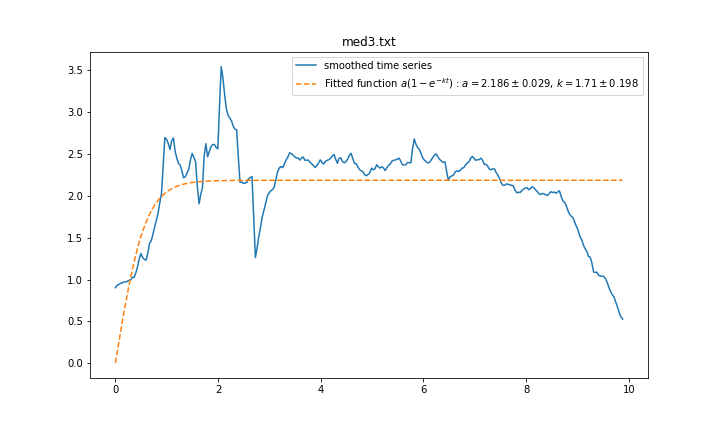 med3.txt
smoothed time series
Fitted function a(1 − e^{−kt}) : a = 2.186 ± 0.029, k = 1.71 ± 0.198
3.5
3.0
2.5
2.0
1.5
1.0
0.5
0.0
0 2 4 6 8 10